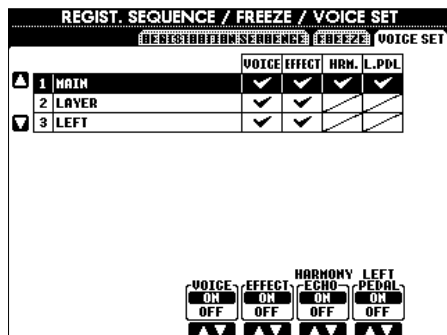 REGIST. SEQUENCE / FREEZE / VOICE SET
REGISTRATION SEQUENCE FREEZE VOICE SET
VOICE EFFECT HRM. L.PDL
1 MAIN
2 LAYER
3 LEFT
HARMONY LEFT
VOICE EFFECT ECHO PEDAL
ON ON ON ON
OFF OFF OFF OFF